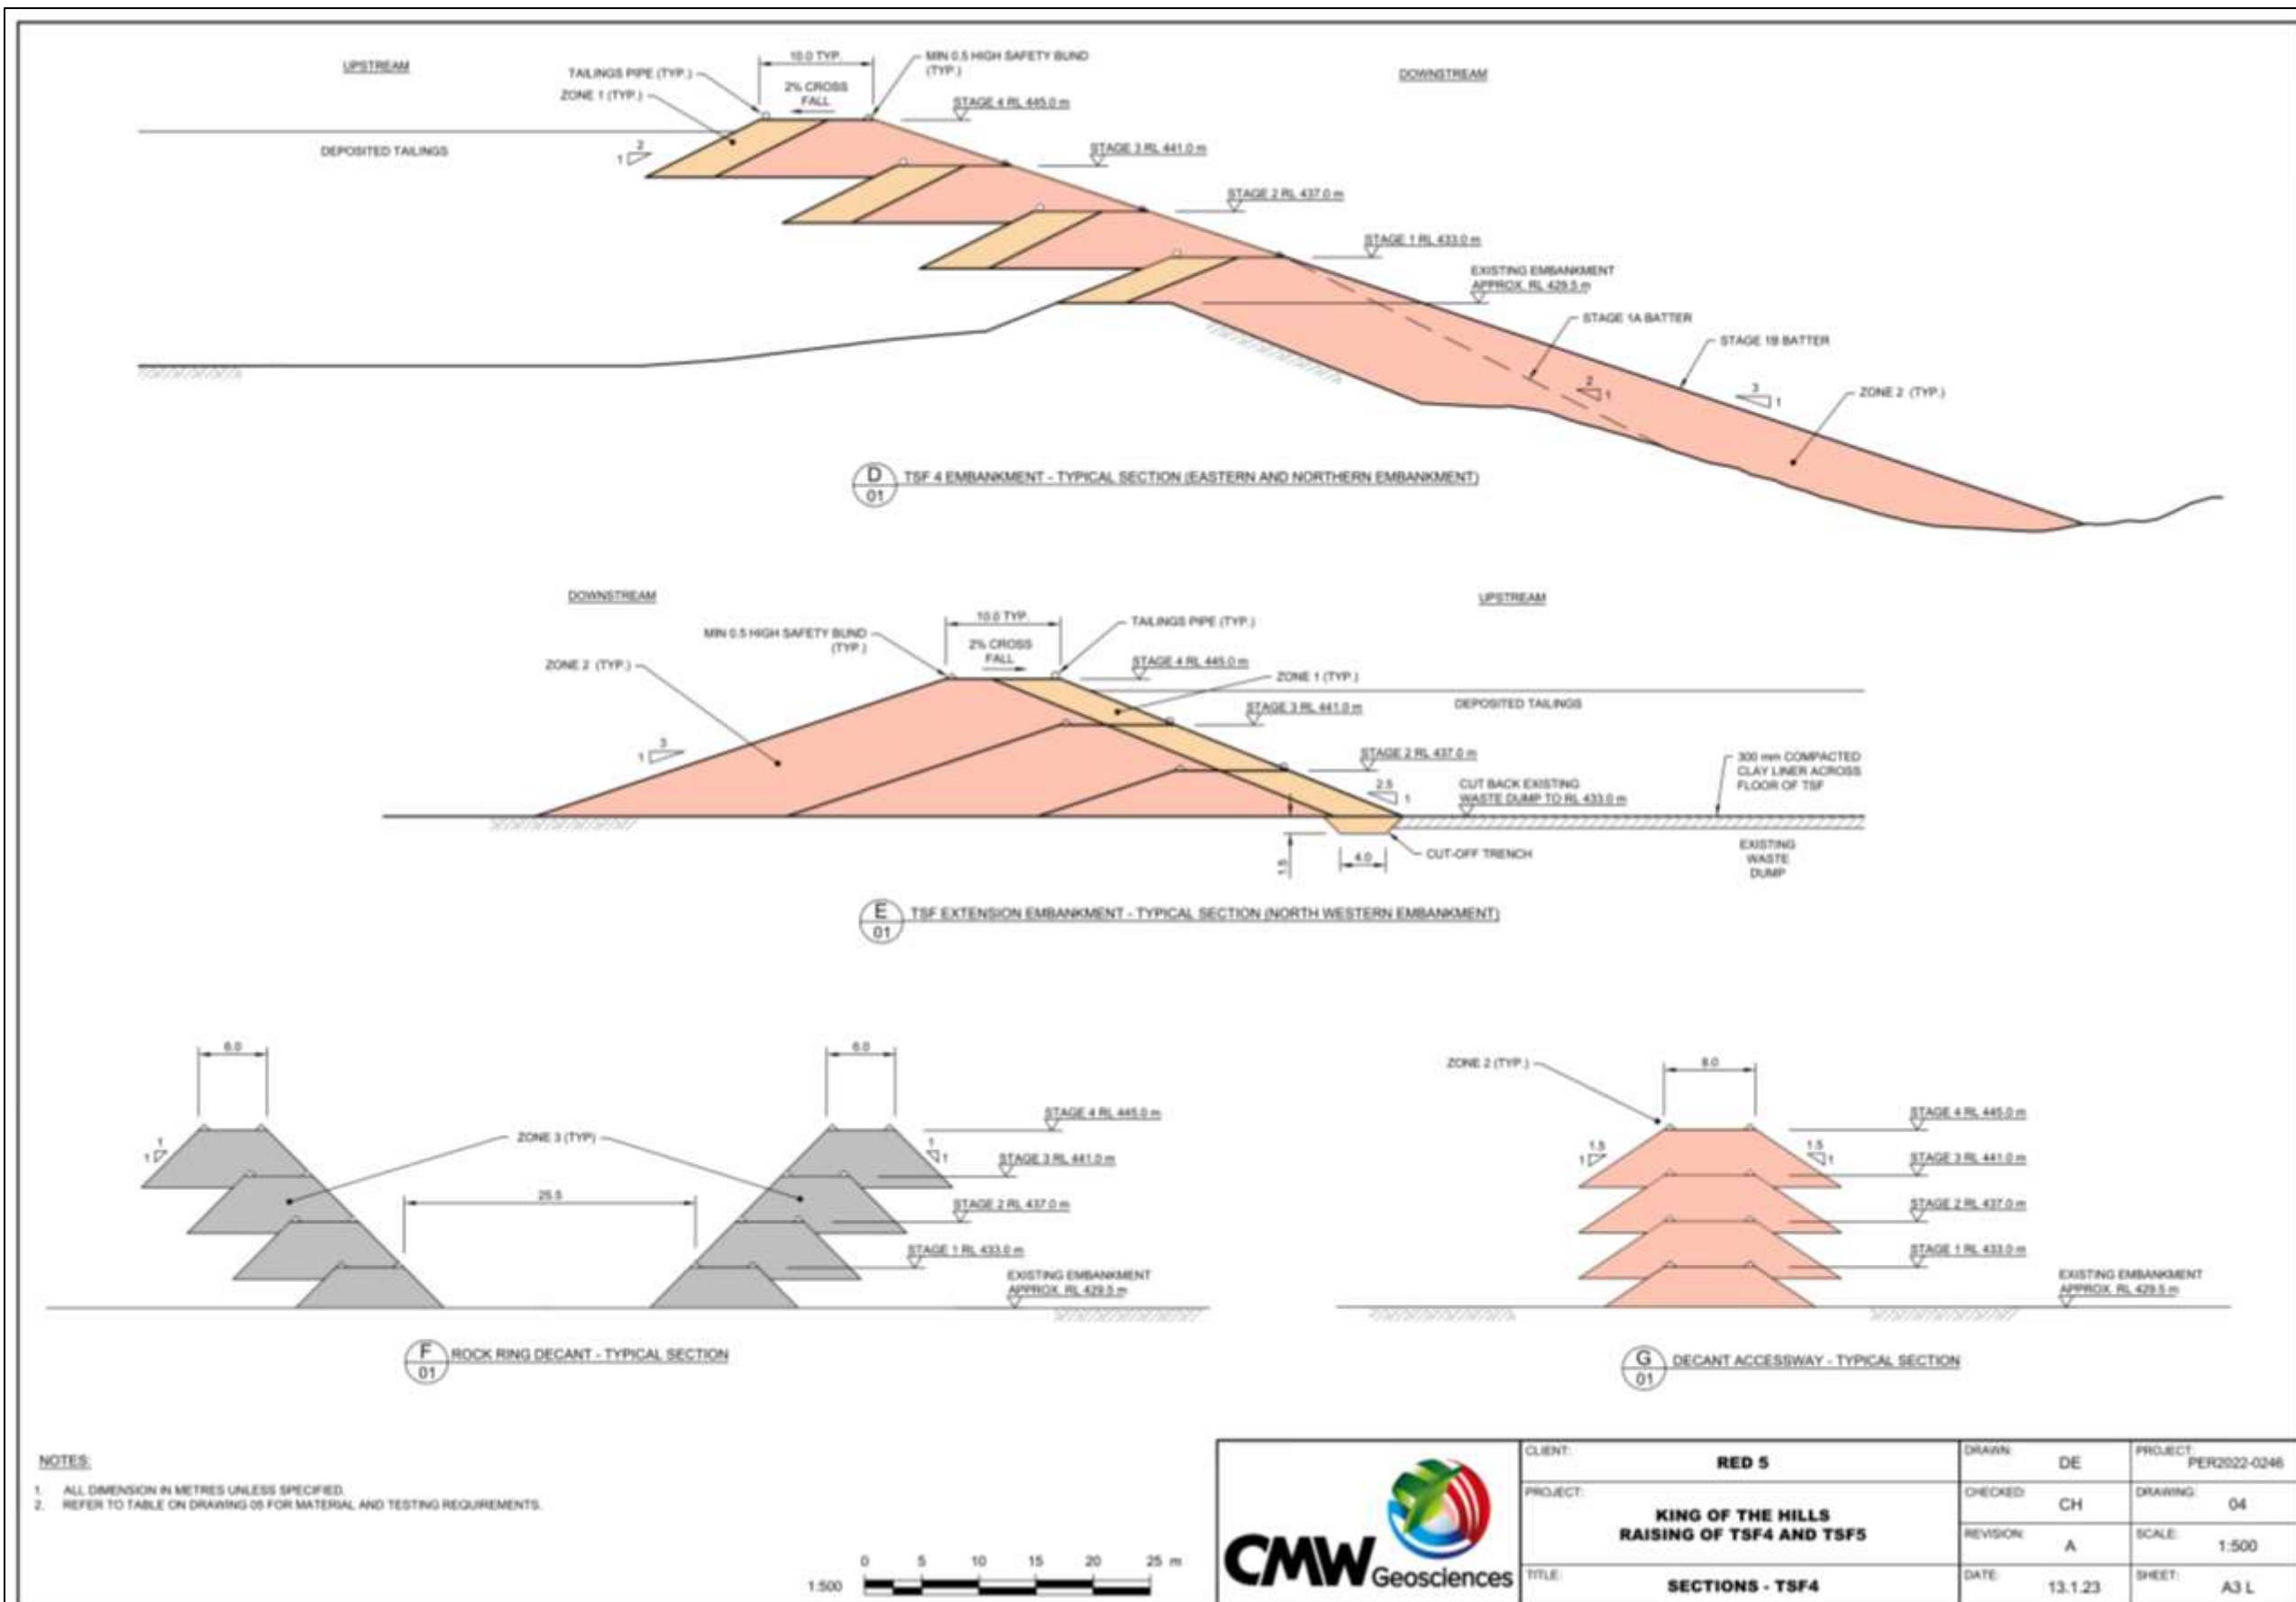 UPSTREAM
DOWNSTREAM
10.0 TYP.
2% CROSS
FALL
TAILINGS PIPE (TYP.)
ZONE 1 (TYP.)
MIN 0.5 HIGH SAFETY BUND
(TYP.)
STAGE 4 RL 445.0 m
DEPOSITED TAILINGS
2
1
STAGE 3 RL 441.0 m
STAGE 2 RL 437.0 m
STAGE 1 RL 433.0 m
EXISTING EMBANKMENT
APPROX. RL 429.5 m
STAGE 1A BATTER
STAGE 1B BATTER
2
1
3
1
ZONE 2 (TYP.)
D
01
TSF 4 EMBANKMENT - TYPICAL SECTION (EASTERN AND NORTHERN EMBANKMENT)
DOWNSTREAM
UPSTREAM
10.0 TYP.
2% CROSS
FALL
MIN 0.5 HIGH SAFETY BUND
(TYP.)
TAILINGS PIPE (TYP.)
ZONE 2 (TYP.)
STAGE 4 RL 445.0 m
ZONE 1 (TYP.)
DEPOSITED TAILINGS
STAGE 3 RL 441.0 m
3
1
STAGE 2 RL 437.0 m
2.5
1
CUT BACK EXISTING
WASTE DUMP TO RL 433.0 m
300 mm COMPACTED
CLAY LINER ACROSS
FLOOR OF TSF
1.5
4.0
CUT-OFF TRENCH
EXISTING
WASTE
DUMP
E
01
TSF EXTENSION EMBANKMENT - TYPICAL SECTION (NORTH WESTERN EMBANKMENT)
6.0
6.0
1
1
ZONE 3 (TYP)
1
1
STAGE 4 RL 445.0 m
STAGE 3 RL 441.0 m
25.5
STAGE 2 RL 437.0 m
STAGE 1 RL 433.0 m
EXISTING EMBANKMENT
APPROX. RL 429.5 m
F
01
ROCK RING DECANT - TYPICAL SECTION
ZONE 2 (TYP.)
8.0
1.5
1
1.5
1
STAGE 4 RL 445.0 m
STAGE 3 RL 441.0 m
STAGE 2 RL 437.0 m
STAGE 1 RL 433.0 m
EXISTING EMBANKMENT
APPROX. RL 429.5 m
G
01
DECANT ACCESSWAY - TYPICAL SECTION
NOTES:
1. ALL DIMENSION IN METRES UNLESS SPECIFIED.
2. REFER TO TABLE ON DRAWING 05 FOR MATERIAL AND TESTING REQUIREMENTS.
0 5 10 15 20 25 m
1:500
CMW Geosciences
CLIENT:
RED 5
PROJECT:
KING OF THE HILLS
RAISING OF TSF4 AND TSF5
TITLE:
SECTIONS - TSF4
DRAWN: DE
PROJECT: PER2022-0246
CHECKED: CH
DRAWING: 04
REVISION: A
SCALE: 1:500
DATE: 13.1.23
SHEET: A3 L